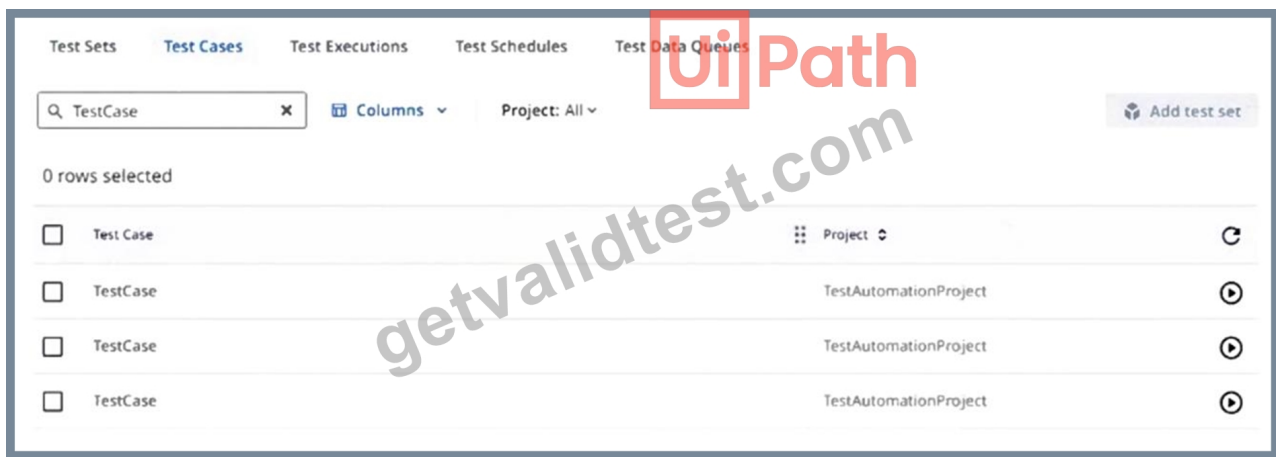 Test Sets Test Cases Test Executions Test Schedules Test Data Queues
UiPath
TestCase Columns Project: All Add test set
getvalidtest.com
0 rows selected
Test Case Project
TestCase TestAutomationProject
TestCase TestAutomationProject
TestCase TestAutomationProject